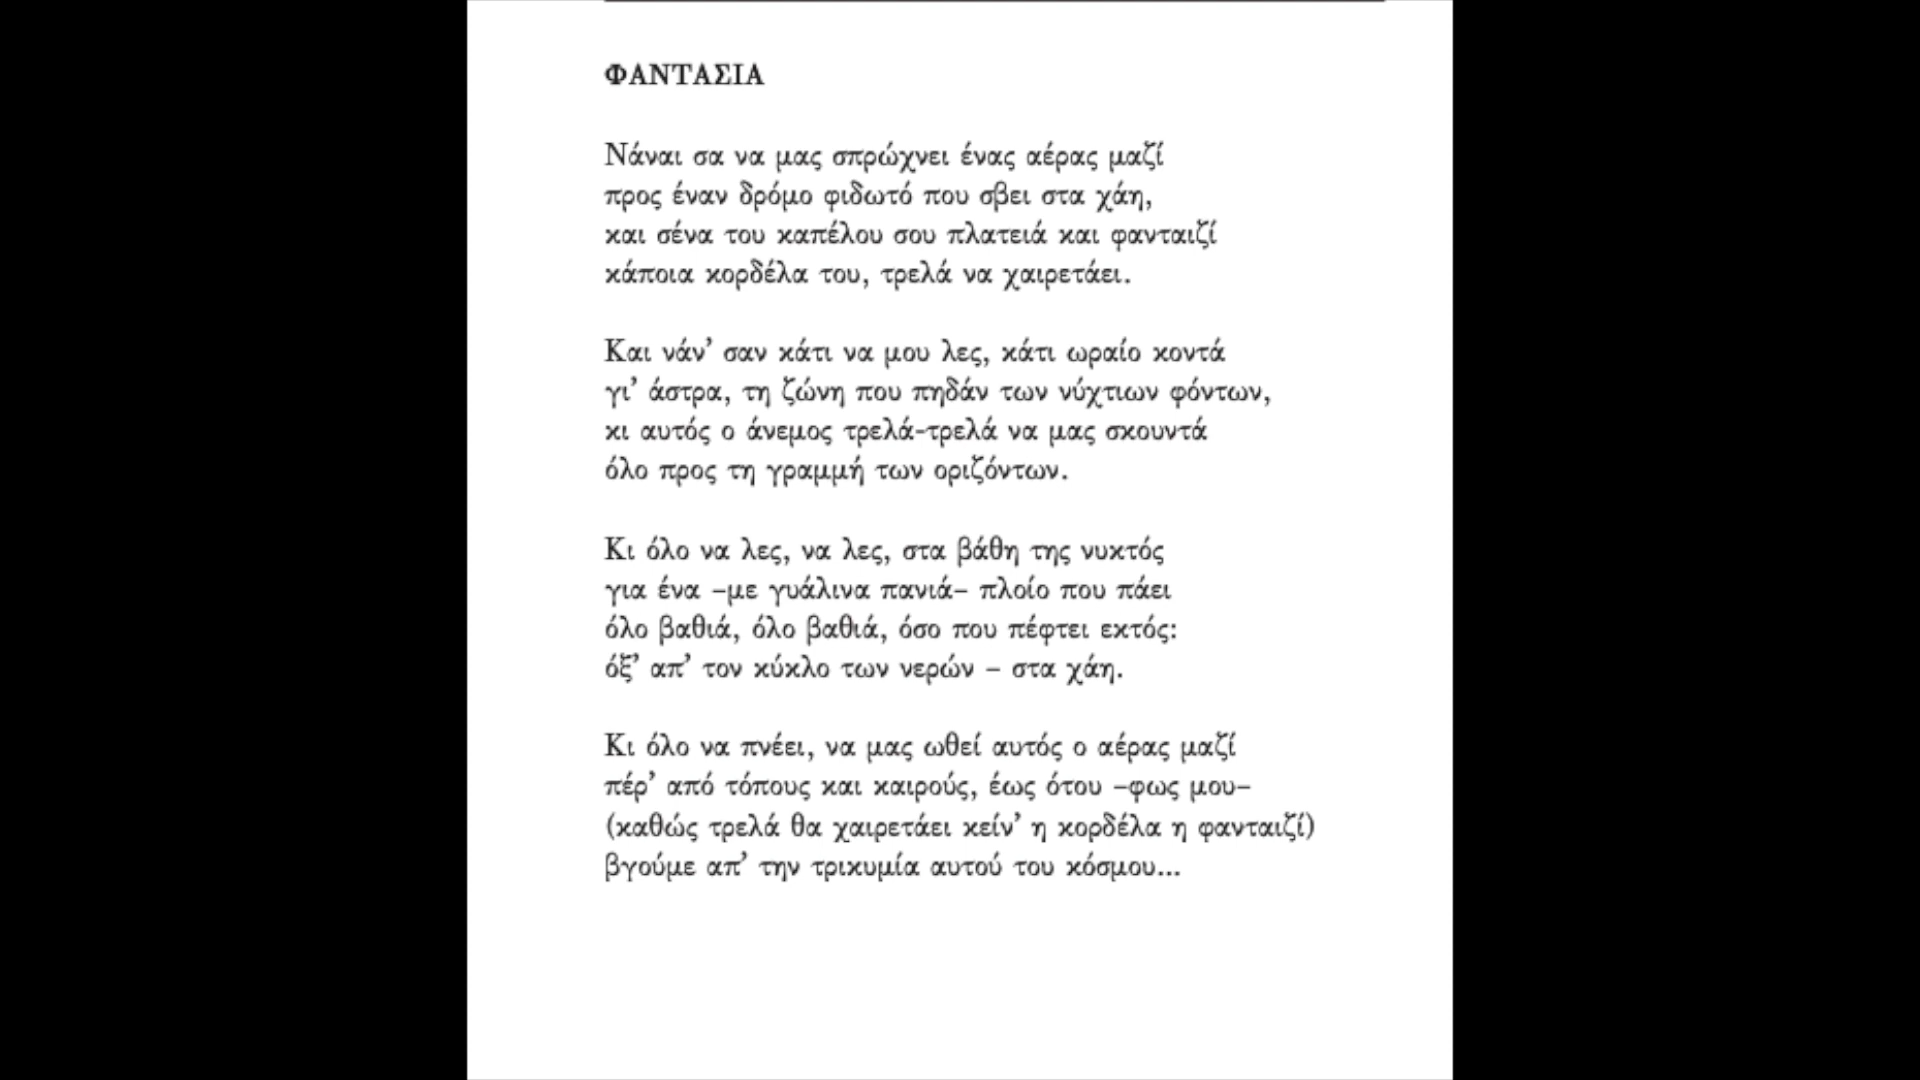 ΦΑΝΤΑΣΙΑ
Νάναι σα να μας σπρώχνει ένας αέρας μαζί
προς έναν δρόμο φιδωτό που σβει στα χάη,
και σένα του καπέλου σου πλατειά και φανταιζί
κάποια κορδέλα του, τρελά να χαιρετάει.
Και νάν’ σαν κάτι να μου λες, κάτι ωραίο κοντά
γι’ άστρα, τη ζώνη που πηδάν των νύχτιων φόντων,
κι αυτός ο άνεμος τρελά-τρελά να μας σκουντά
όλο προς τη γραμμή των οριζόντων.
Κι όλο να λες, να λες, στα βάθη της νυκτός
για ένα –με γυάλινα πανιά– πλοίο που πάει
όλο βαθιά, όλο βαθιά, όσο που πέφτει εκτός:
όξ’ απ’ τον κύκλο των νερών – στα χάη.
Κι όλο να πνέει, να μας ωθεί αυτός ο αέρας μαζί
πέρ’ από τόπους και καιρούς, έως ότου –φως μου–
(καθώς τρελά θα χαιρετάει κείν’ η κορδέλα η φανταιζί)
βγούμε απ’ την τρικυμία αυτού του κόσμου...